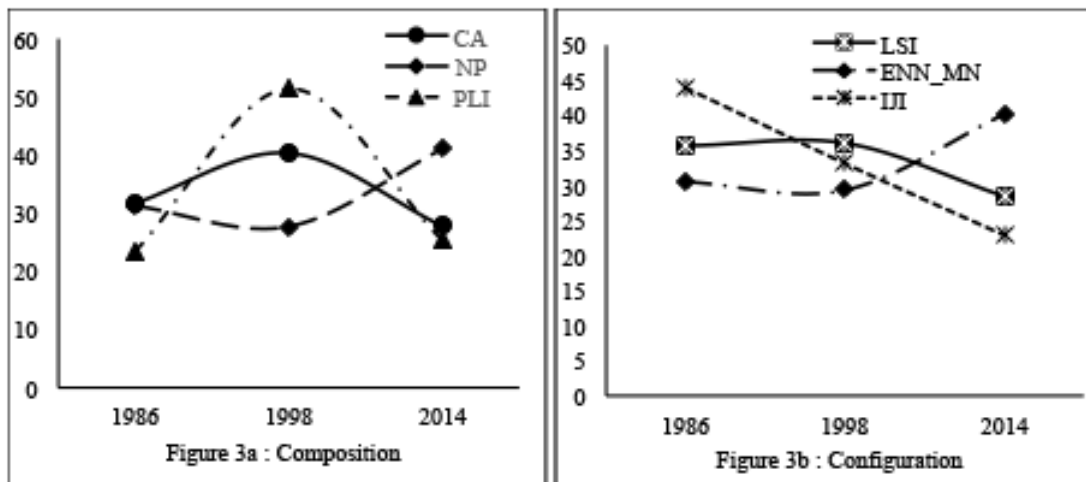 60
50
40
30
20
10
0
CA
NP
PLI
1986 1998 2014
Figure 3a : Composition
50
45
40
35
30
25
20
15
10
5
0
LSI
ENN_MN
IJI
1986 1998 2014
Figure 3b : Configuration